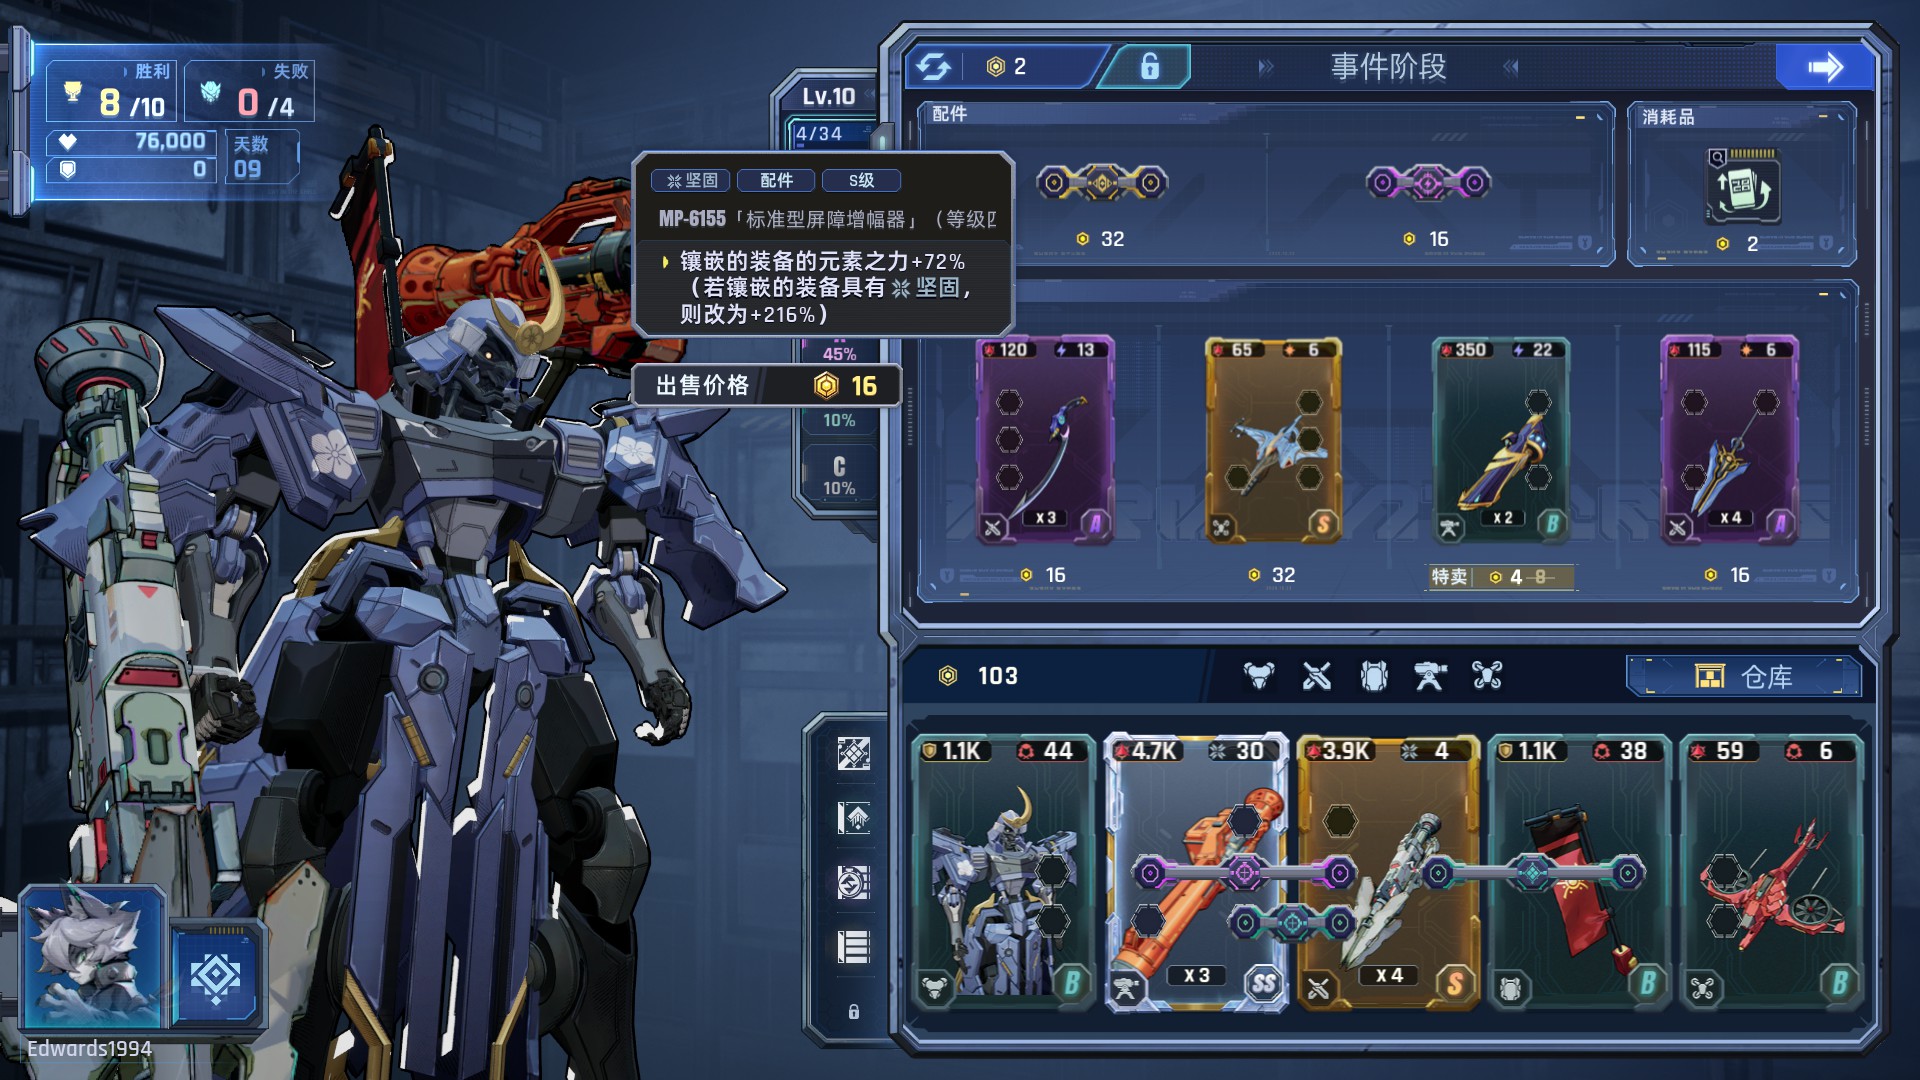 胜利
8 /10
失败
0 /4
76,000
0
天数
09
Lv.10
4/34
坚固
配件
S级
MP-6155「标准型屏障增幅器」（等级
镶嵌的装备的元素之力+72%
（若镶嵌的装备具有 坚固,
则改为+216%）
45%
出售价格
16
10%
C
10%
2
事件阶段
配件
32
16
消耗品
2
120
13
x3
A
16
65
6
S
32
350
22
x2
B
特卖
4 8
115
6
x4
A
16
103
仓库
1.1K
44
B
4.7K
30
x3
SS
3.9K
4
x4
S
1.1K
38
B
59
6
B
Edwards1994